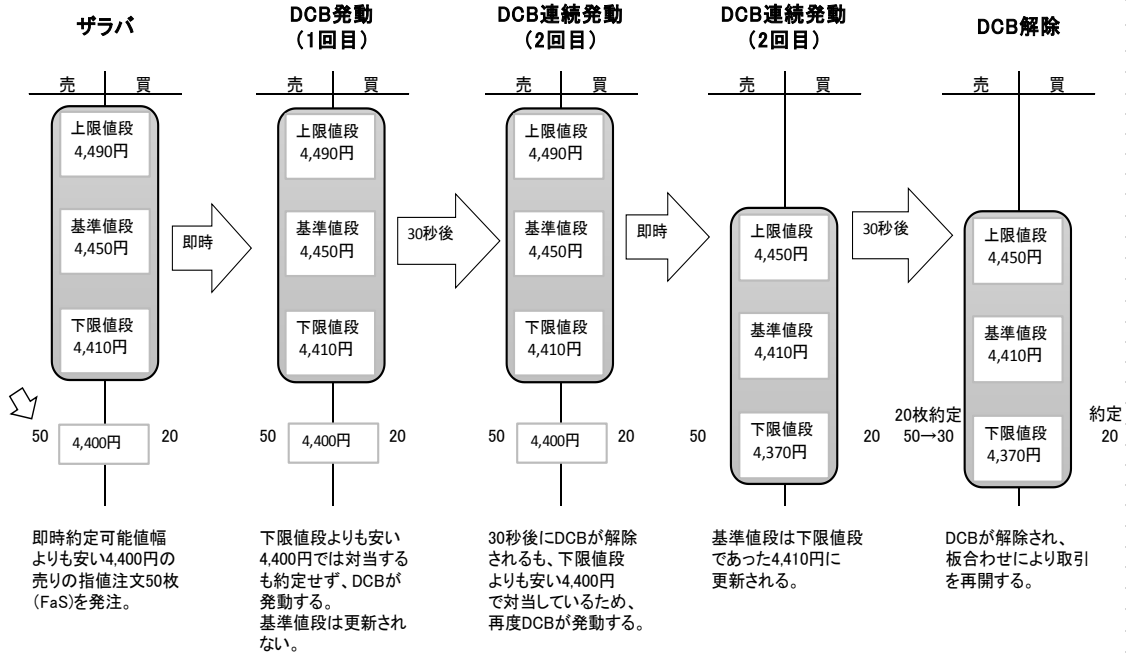 ザラバ
売 買
上限値段
4,490円
基準値段
4,450円
下限値段
4,410円
50 4,400円 20
即時約定可能値幅
よりも安い4,400円の
売りの指値注文50枚
(FaS)を発注。
即時
DCB発動
(1回目)
売 買
上限値段
4,490円
基準値段
4,450円
下限値段
4,410円
50 4,400円 20
下限値段よりも安い
4,400円では対当する
も約定せず、DCBが
発動する。
基準値段は更新され
ない。
30秒後
DCB連続発動
(2回目)
売 買
上限値段
4,490円
基準値段
4,450円
下限値段
4,410円
50 4,400円 20
30秒後にDCBが解除
されるも、下限値段
よりも安い4,400円
で対当しているため、
再度DCBが発動する。
即時
DCB連続発動
(2回目)
売 買
上限値段
4,450円
基準値段
4,410円
下限値段
4,370円
50 20
基準値段は下限値段
であった4,410円に
更新される。
30秒後
DCB解除
売 買
上限値段
4,450円
基準値段
4,410円
下限値段
4,370円
20枚約定
50→30
約定
20
DCBが解除され、
板合わせにより取引
を再開する。